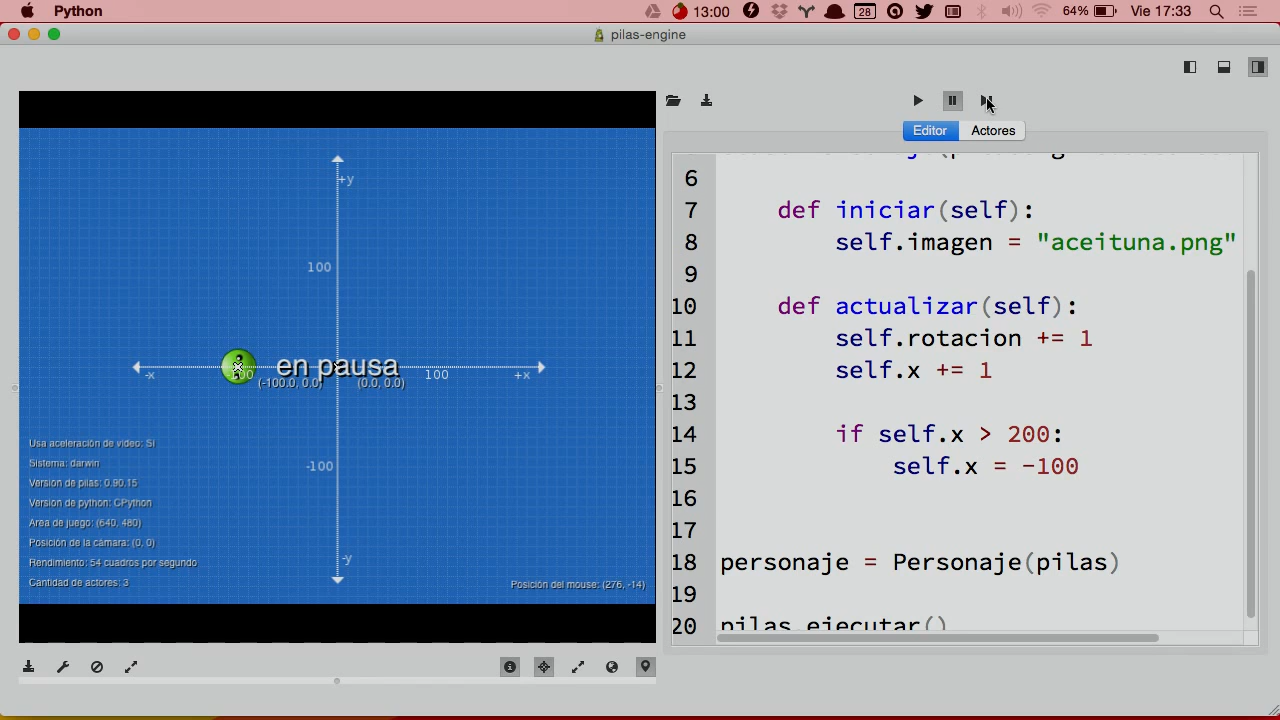 Python
13:00
28
64%
Vie 17:33
pilas-engine
Editor
Actores
+y
100
en pausa
-x
(-100.0, 0.0)
(0.0, 0.0)
100
+x
-100
-y
Usa aceleración de video: Si
Sistema: darwin
Version de pilas: 0.90.15
Version de python: CPython
Area de juego: (640, 480)
Posición de la cámara: (0, 0)
Rendimiento: 54 cuadros por segundo
Cantidad de actores: 3
Posición del mouse: (276, -14)
6
7 def iniciar(self):
8 self.imagen = "aceituna.png"
9
10 def actualizar(self):
11 self.rotacion += 1
12 self.x += 1
13
14 if self.x > 200:
15 self.x = -100
16
17
18 personaje = Personaje(pilas)
19
20 pilas.ejecutar()